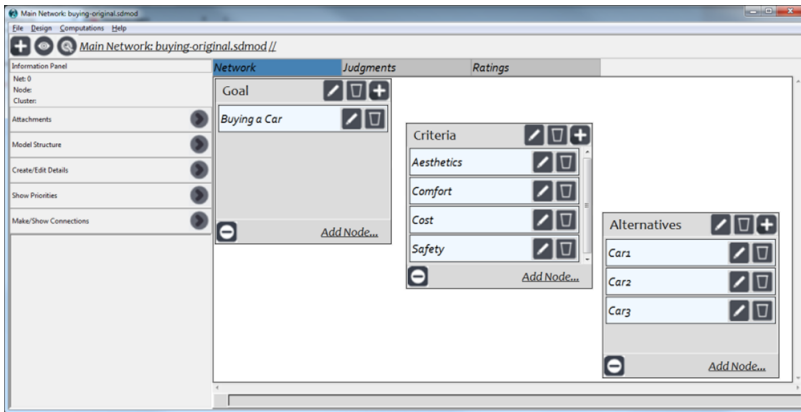 Main Network: buying-original.sdmod
File Design Computations Help
Main Network: buying-original.sdmod //
Information Panel
Net: 0
Node:
Cluster:
Attachments
Model Structure
Create/Edit Details
Show Priorities
Make/Show Connections
Network Judgments Ratings
Goal
Buying a Car
Add Node...
Criteria
Aesthetics
Comfort
Cost
Safety
Add Node...
Alternatives
Car1
Car2
Car3
Add Node...